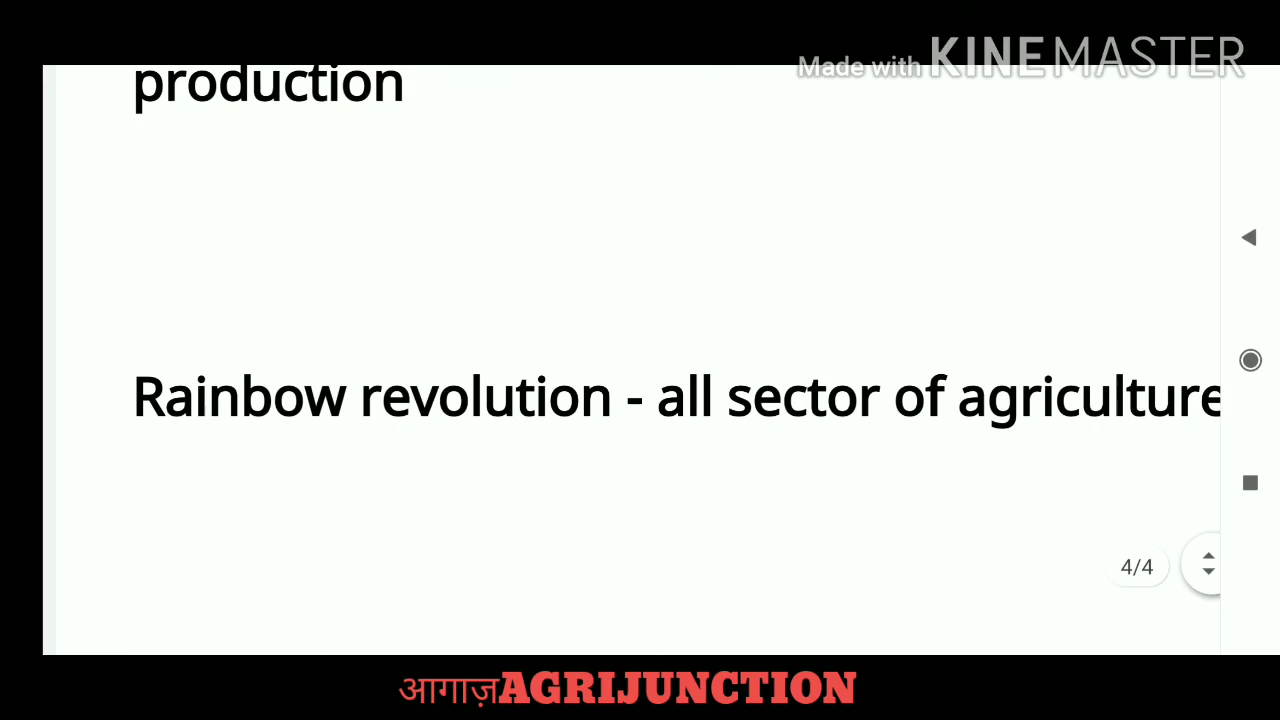 Made with KINEMASTER
production
Rainbow revolution - all sector of agriculture
4/4
आगाज़AGRIJUNCTION